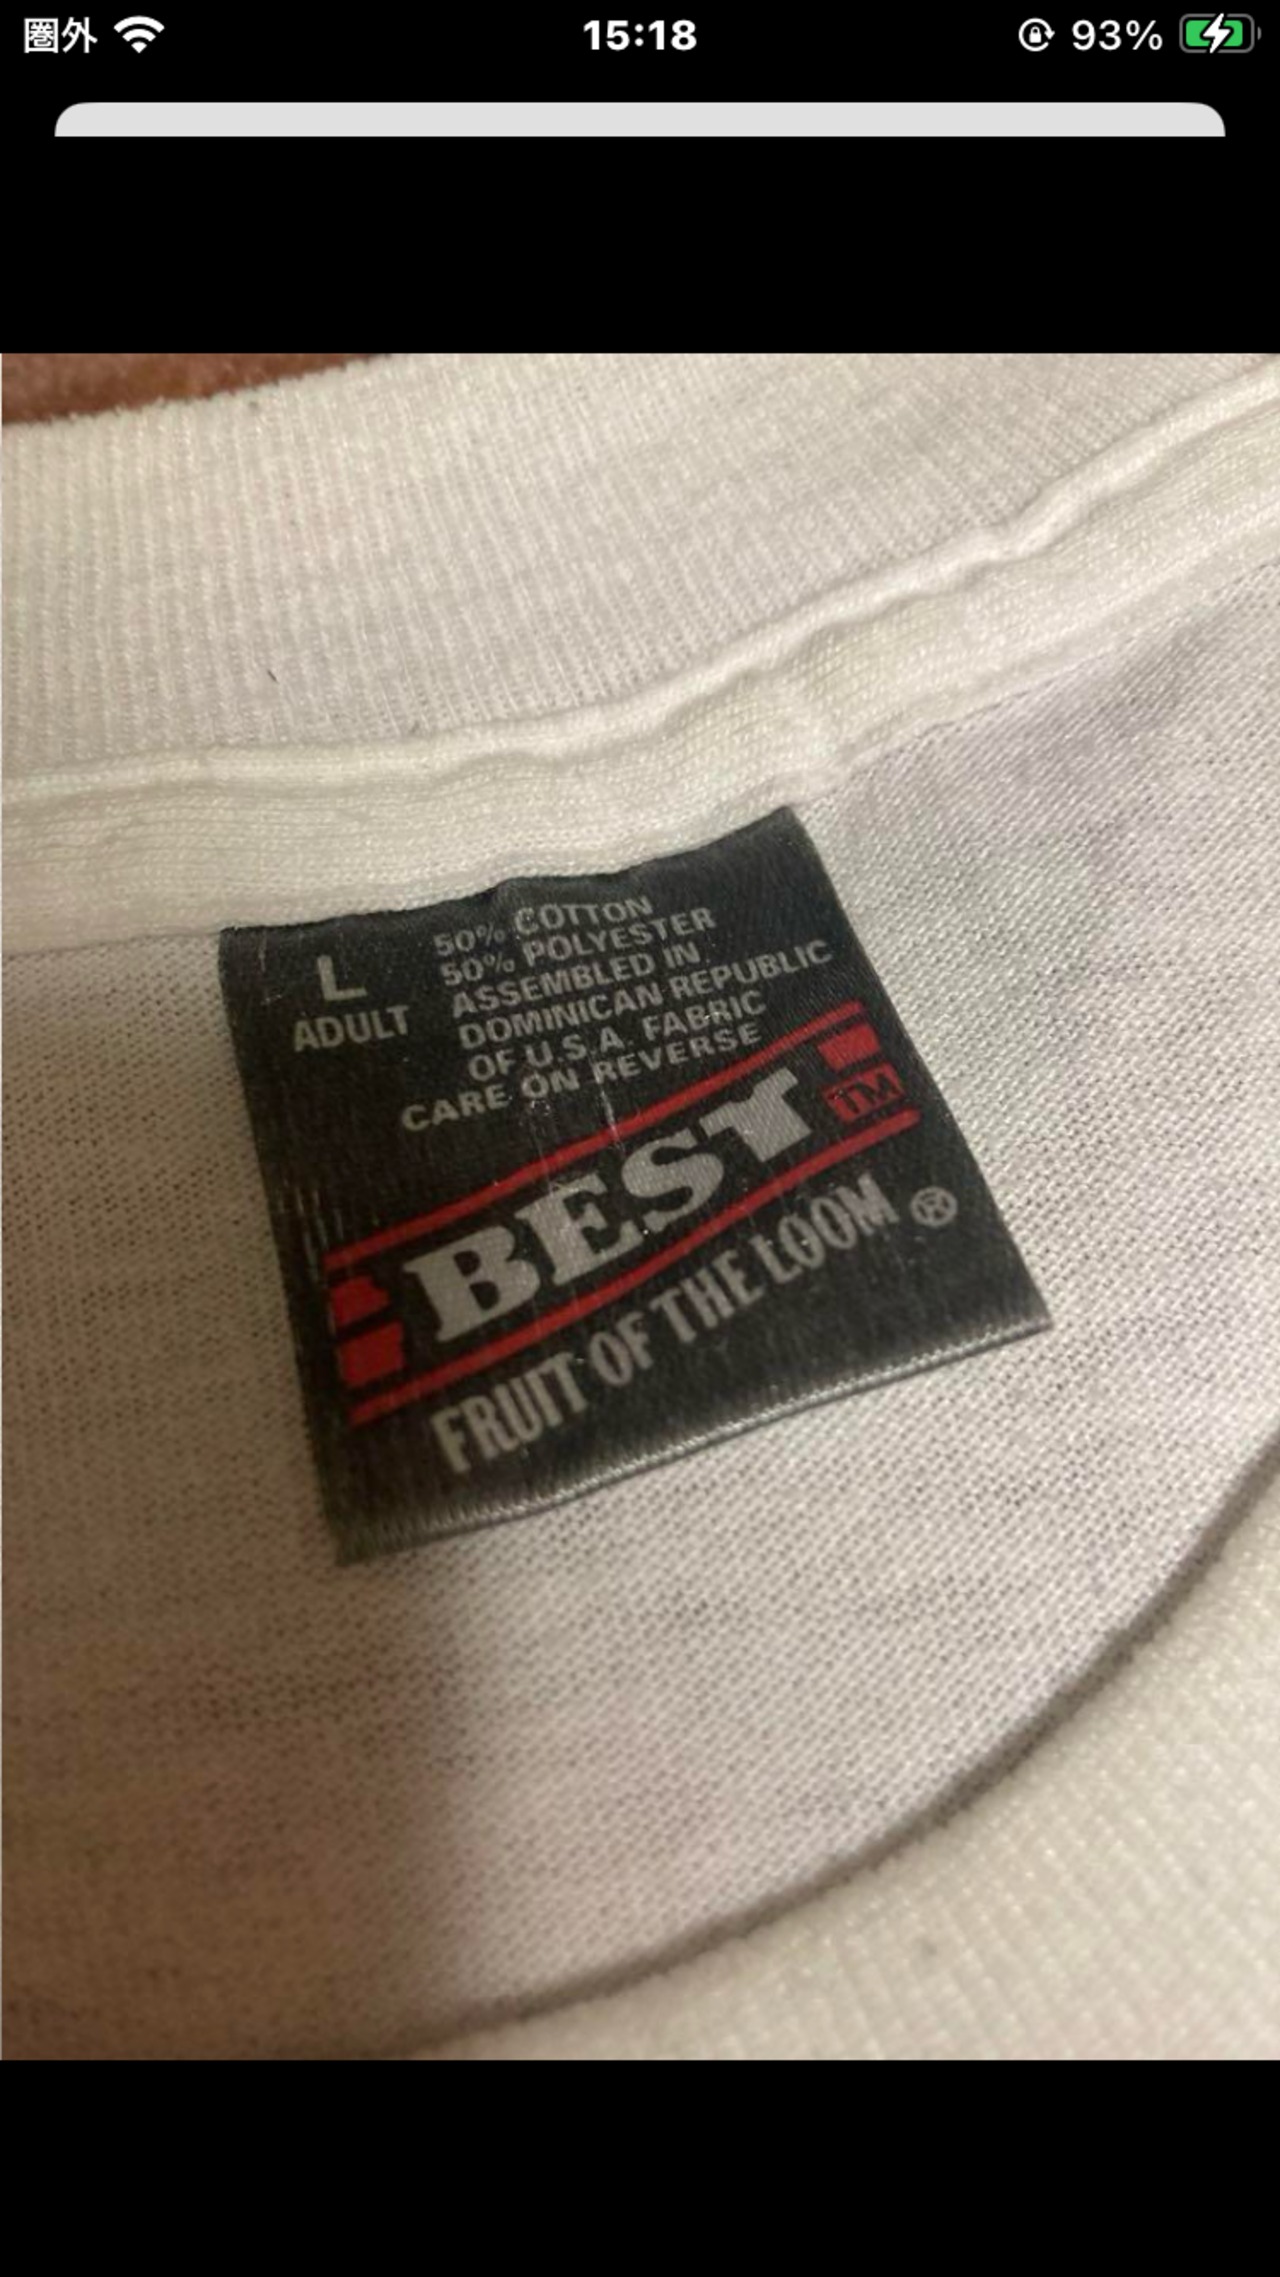 圏外
15:18
93%
L
ADULT
50% COTTON
50% POLYESTER
ASSEMBLED IN
DOMINICAN REPUBLIC
OF U.S.A. FABRIC
CARE ON REVERSE
BEST TM
FRUIT OF THE LOOM ®